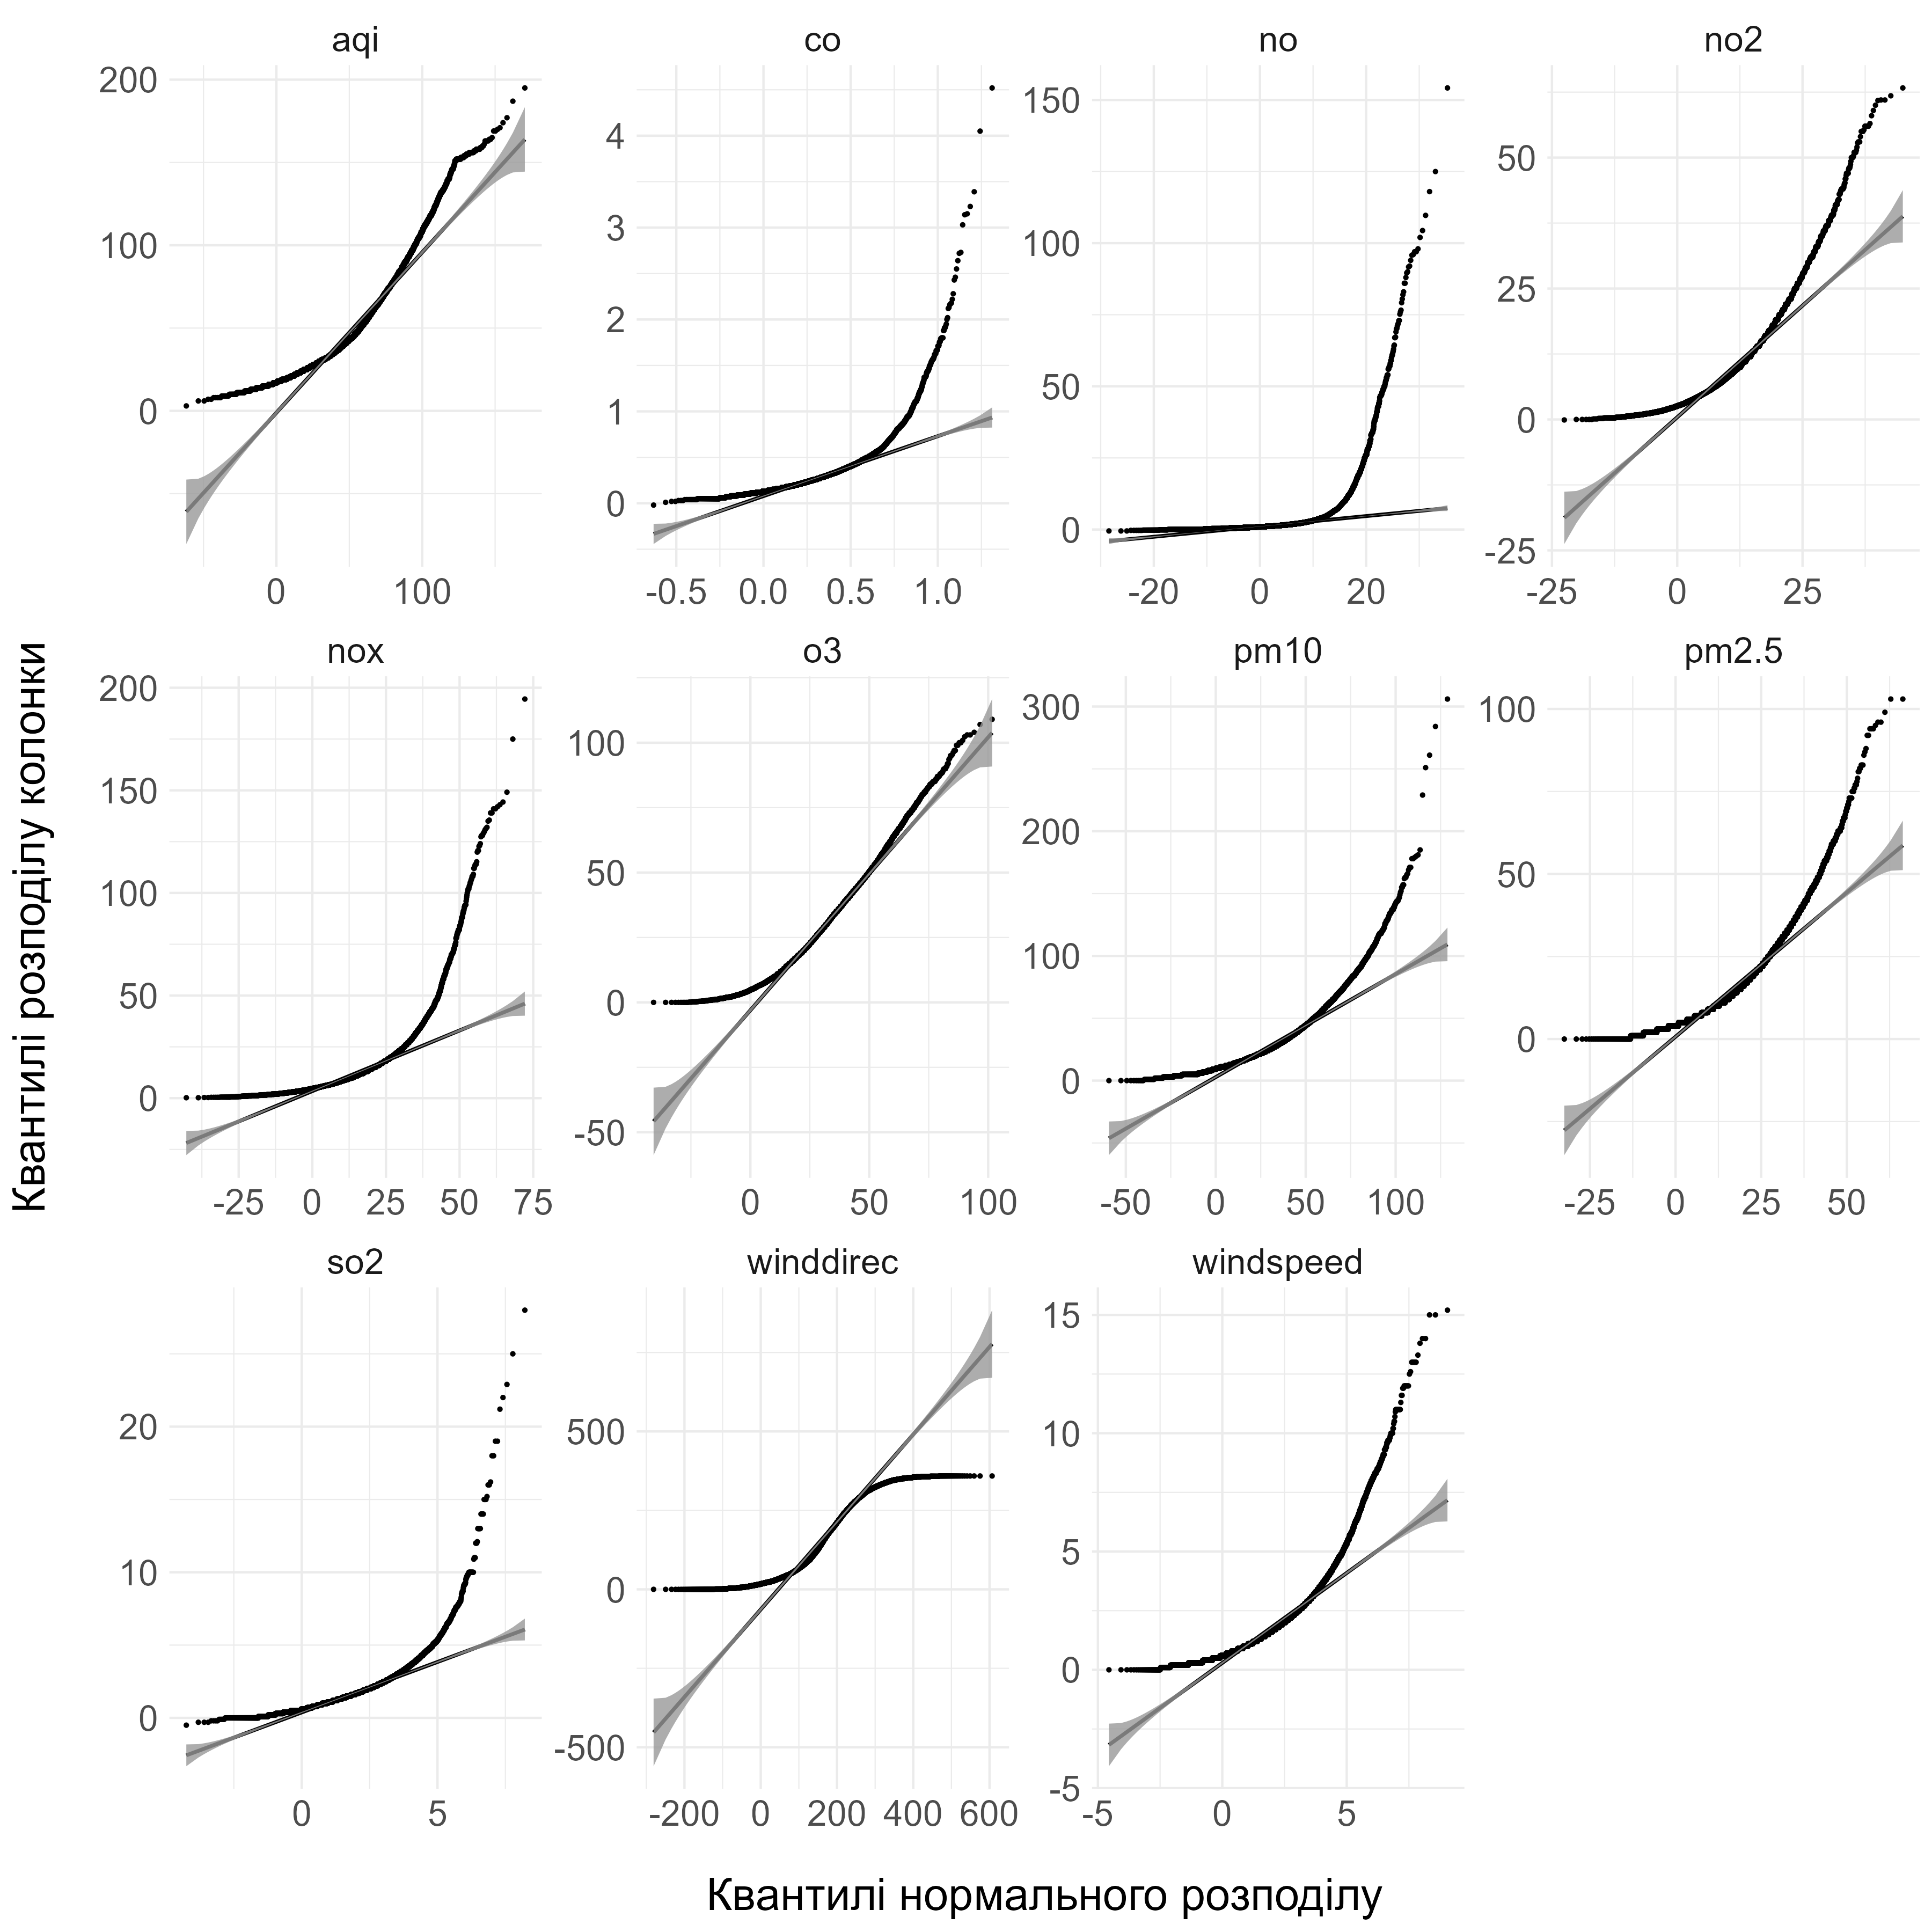 aqi co no no2
200 4 150
100 3 100 50
0 2 50 25
1 0 0
0 -25
0 100 -0.5 0.0 0.5 1.0 -20 0 20 -25 0 25
nox o3 pm10 pm2.5
200 100 300 100
150 50 200 50
100 0 100 0
50 -50 0
0
-25 0 25 50 75 0 50 100 -50 0 50 100 -25 0 25 50
so2 winddirec windspeed
20 500 15
10 0 10
0 -500 5
0
-5
0 5 -200 0 200 400 600 -5 0 5
Квантилі розподілу колонки
Квантилі нормального розподілу